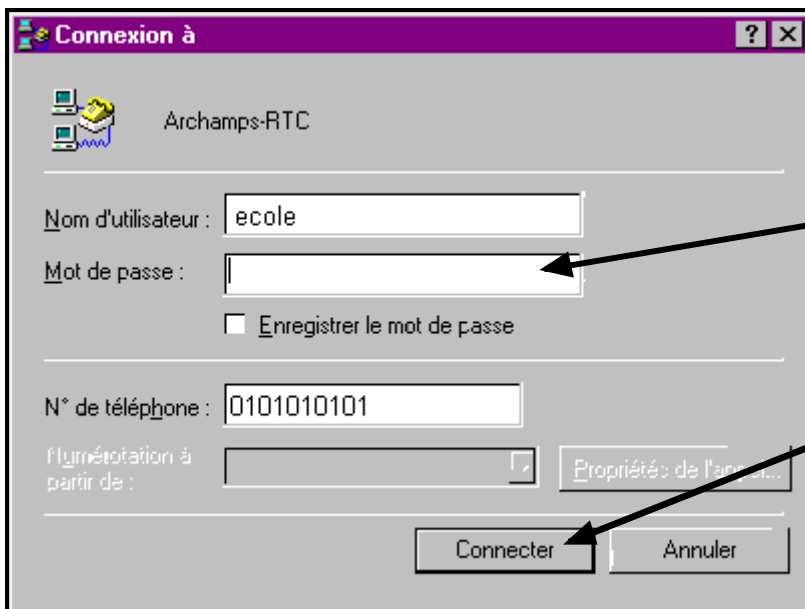 Connexion à
Archamps-RTC
Nom d'utilisateur : ecole
Mot de passe :
Enregistrer le mot de passe
N° de téléphone : 0101010101
Numérotation à
partir de :
Propriétés de l'appel...
Connecter Annuler